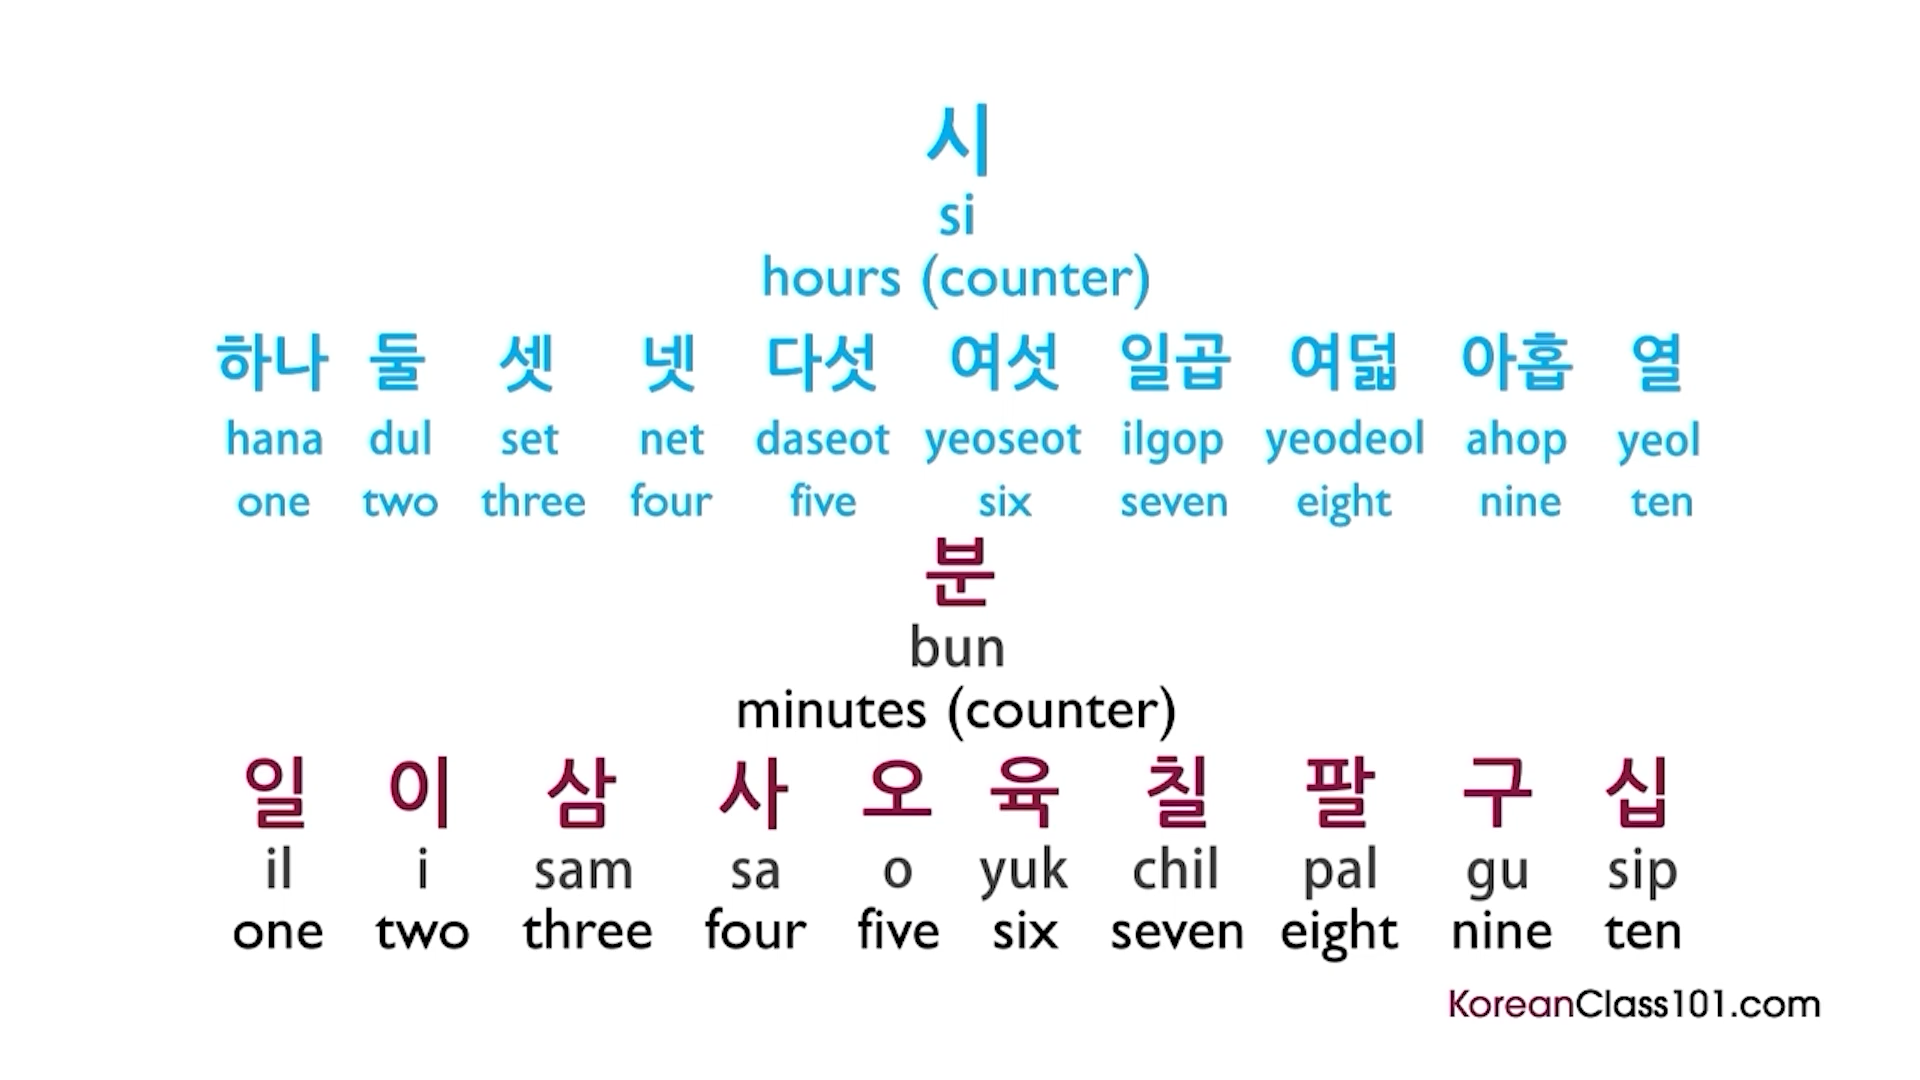 시
si
hours (counter)
하나 둘 셋 넷 다섯 여섯 일곱 여덟 아홉 열
hana dul set net daseot yeoseot ilgop yeodeol ahop yeol
one two three four five six seven eight nine ten
분
bun
minutes (counter)
일 이 삼 사 오 육 칠 팔 구 십
il i sam sa o yuk chil pal gu sip
one two three four five six seven eight nine ten
KoreanClass101.com